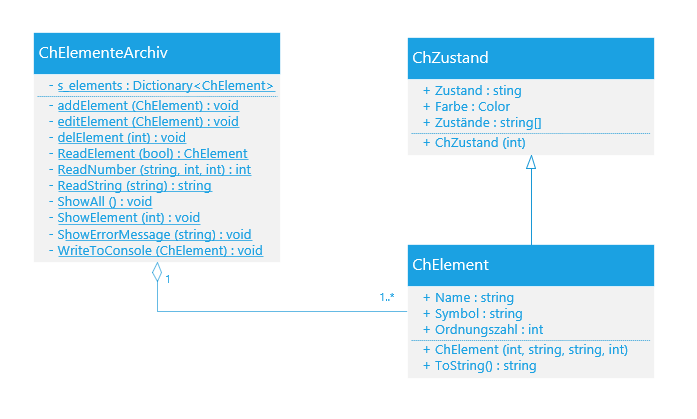 ChElementeArchiv
- s_elements : Dictionary<ChElement>
- addElement (ChElement) : void
- editElement (ChElement) : void
- delElement (int) : void
- ReadElement (bool) : ChElement
- ReadNumber (string, int, int) : int
- ReadString (string) : string
- ShowAll () : void
- ShowElement (int) : void
- ShowErrorMessage (string) : void
- WriteToConsole (ChElement) : void
1
1..*
ChZustand
+ Zustand : sting
+ Farbe : Color
+ Zustände : string[]
+ ChZustand (int)
ChElement
+ Name : string
+ Symbol : string
+ Ordnungszahl : int
+ ChElement (int, string, string, int)
+ ToString() : string